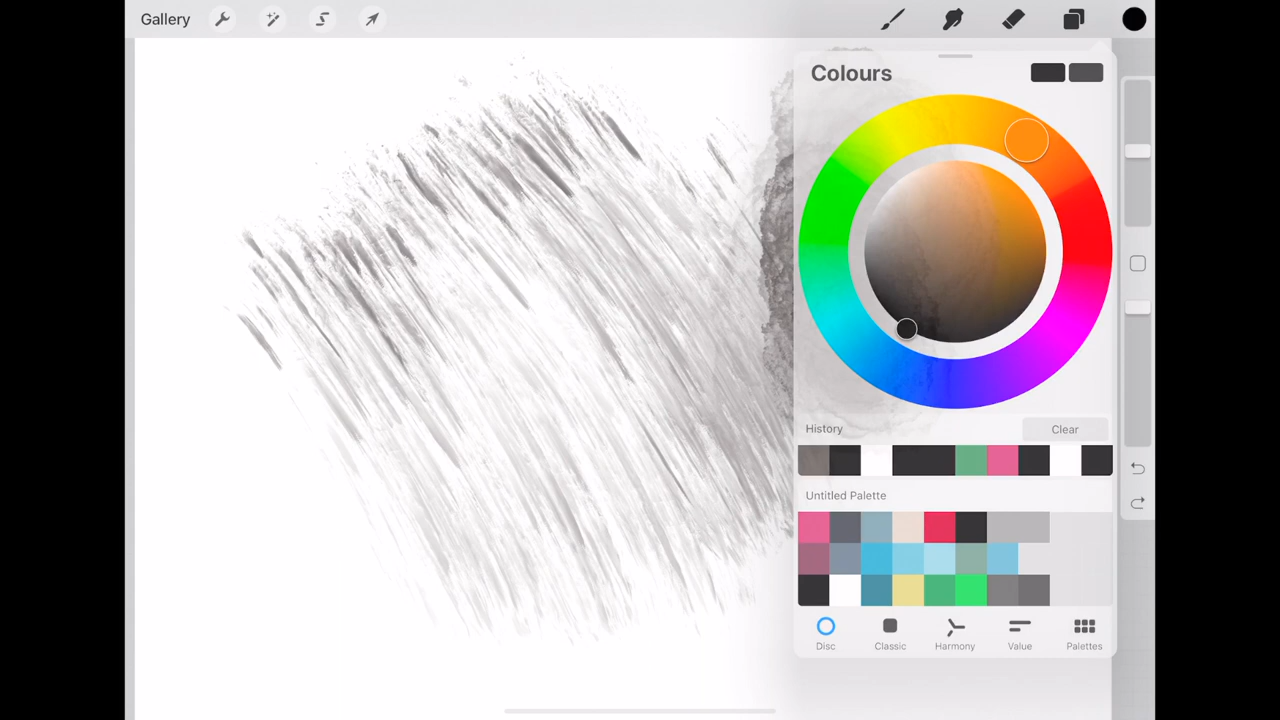 Gallery
Colours
History
Clear
Untitled Palette
Disc
Classic
Harmony
Value
Palettes